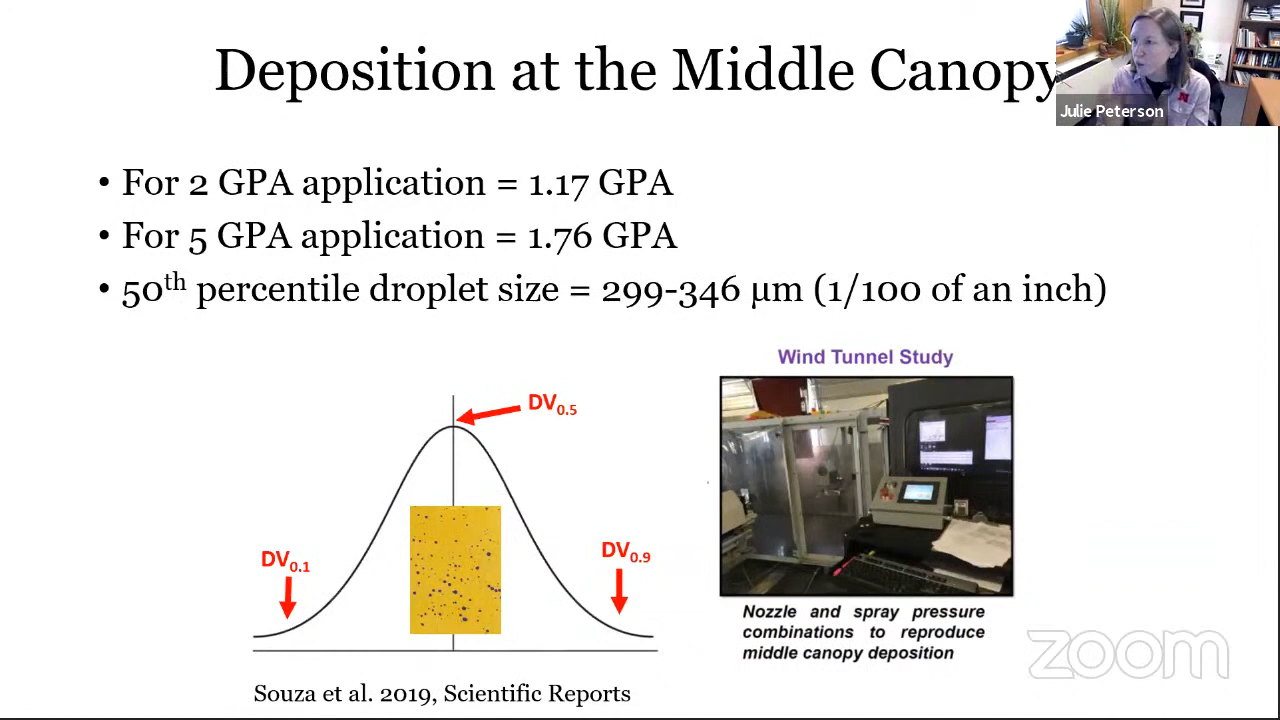 Deposition at the Middle Canopy
Julie Peterson
• For 2 GPA application = 1.17 GPA
• For 5 GPA application = 1.76 GPA
• 50th percentile droplet size = 299-346 µm (1/100 of an inch)
Wind Tunnel Study
DV0.5
DV0.1
DV0.9
Nozzle and spray pressure
combinations to reproduce
middle canopy deposition
Souza et al. 2019, Scientific Reports
zoom